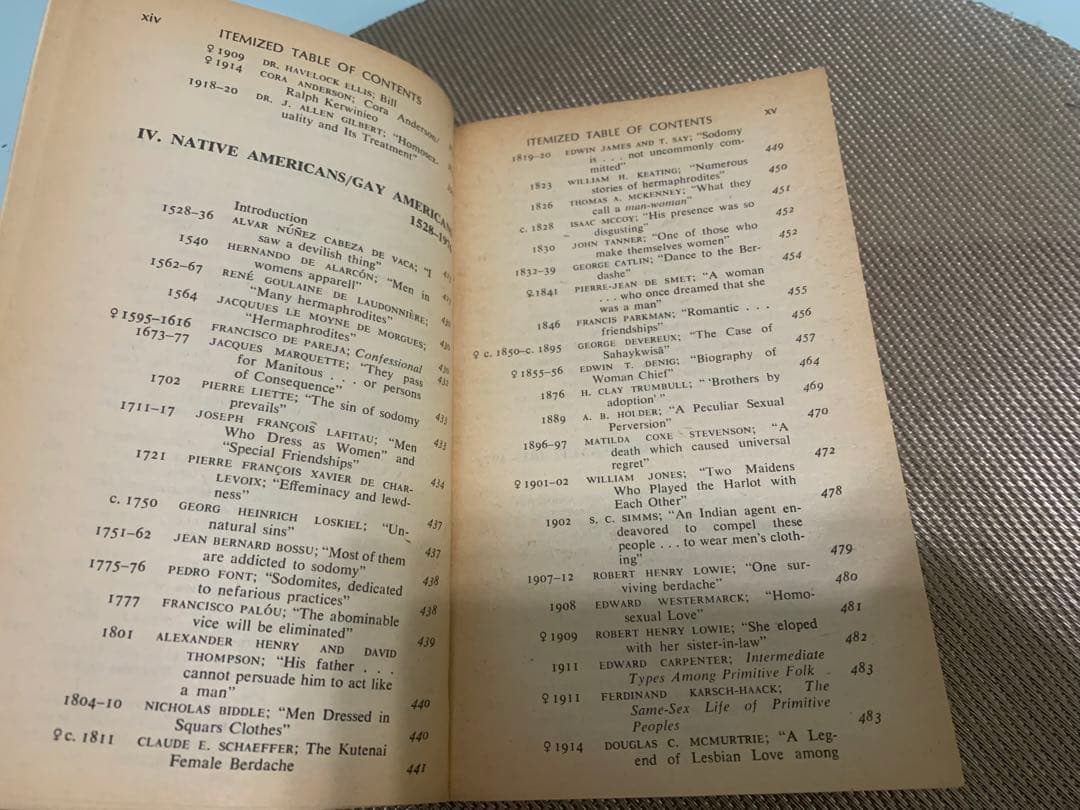 xiv
ITEMIZED TABLE OF CONTENTS
♀ 1909 DR. HAVELOCK ELLIS; Bill
♀ 1914 CORA ANDERSON; Cora Anderson/
Ralph Kerwinieo
1918–20 DR. J. ALLEN GILBERT; "Homosex-
uality and Its Treatment"
IV. NATIVE AMERICANS/GAY AMERICANS
Introduction
1528–36 ALVAR NÚÑEZ CABEZA DE VACA; "I
saw a devilish thing"
1540 HERNANDO DE ALARCÓN; "Men in
womens apparell"
1562–67 RENÉ GOULAINE DE LAUDONNIÈRE;
"Many hermaphrodites"
1564 JACQUES LE MOYNE DE MORGUES;
"Hermaphrodites"
♀ 1595–1616 FRANCISCO DE PAREJA; Confessional
1673–77 JACQUES MARQUETTE; "They pass
for Manitous . . . or persons
of Consequence"
1702 PIERRE LIETTE; "The sin of sodomy
prevails" 433
1711–17 JOSEPH FRANÇOIS LAFITAU; "Men
Who Dress as Women" and
"Special Friendships" 433
1721 PIERRE FRANÇOIS XAVIER DE CHAR-
LEVOIX; "Effeminacy and lewd-
ness" 434
c. 1750 GEORG HEINRICH LOSKIEL; "Un-
natural sins" 437
1751–62 JEAN BERNARD BOSSU; "Most of them
are addicted to sodomy" 437
1775–76 PEDRO FONT; "Sodomites, dedicated
to nefarious practices" 438
1777 FRANCISCO PALÓU; "The abominable
vice will be eliminated" 438
1801 ALEXANDER HENRY AND DAVID 439
THOMPSON; "His father . . .
cannot persuade him to act like
a man" 440
1804–10 NICHOLAS BIDDLE; "Men Dressed in
Squars Clothes" 440
♀ c. 1811 CLAUDE E. SCHAEFFER; The Kutenai
Female Berdache 441
xv
ITEMIZED TABLE OF CONTENTS
1819–20 EDWIN JAMES AND T. SAY; "Sodomy
is . . . not uncommonly com-
mitted" 449
1823 WILLIAM H. KEATING; "Numerous
stories of hermaphrodites" 450
1826 THOMAS A. MCKENNEY; "What they
call a man-woman" 451
c. 1828 ISAAC MCCOY; "His presence was so
disgusting" 452
1830 JOHN TANNER; "One of those who
make themselves women" 452
1832–39 GEORGE CATLIN; "Dance to the Ber-
dashe" 454
♀ 1841 PIERRE-JEAN DE SMET; "A woman
. . . who once dreamed that she
was a man" 455
1846 FRANCIS PARKMAN; "Romantic . . .
friendships" 456
♀ c. 1850–c. 1895 GEORGE DEVEREUX; "The Case of
Sahaykwisā" 457
♀ 1855–56 EDWIN T. DENIG; "Biography of
Woman Chief" 464
1876 H. CLAY TRUMBULL; "'Brothers by
adoption'" 469
1889 A. B. HOLDER; "A Peculiar Sexual
Perversion" 470
1896–97 MATILDA COXE STEVENSON; "A
death which caused universal
regret" 472
♀ 1901–02 WILLIAM JONES; "Two Maidens
Who Played the Harlot with
Each Other" 478
1902 S. C. SIMMS; "An Indian agent en-
deavored to compel these
people . . . to wear men's cloth-
ing" 479
1907–12 ROBERT HENRY LOWIE; "One sur-
viving berdache" 480
1908 EDWARD WESTERMARCK; "Homo-
sexual Love" 481
♀ 1909 ROBERT HENRY LOWIE; "She eloped
with her sister-in-law" 482
1911 EDWARD CARPENTER; Intermediate
Types Among Primitive Folk 483
♀ 1911 FERDINAND KARSCH-HAACK; The
Same-Sex Life of Primitive
Peoples 483
♀ 1914 DOUGLAS C. MCMURTRIE; "A Leg-
end of Lesbian Love among